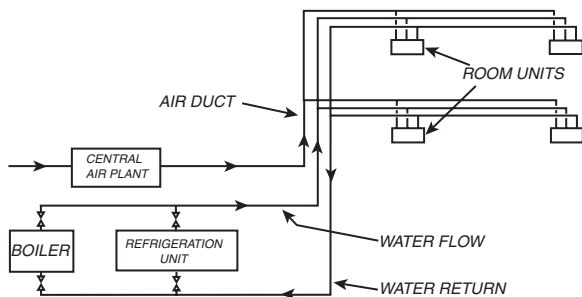 ROOM UNITS
AIR DUCT
CENTRAL
AIR PLANT
BOILER
REFRIGERATION
UNIT
WATER FLOW
WATER RETURN